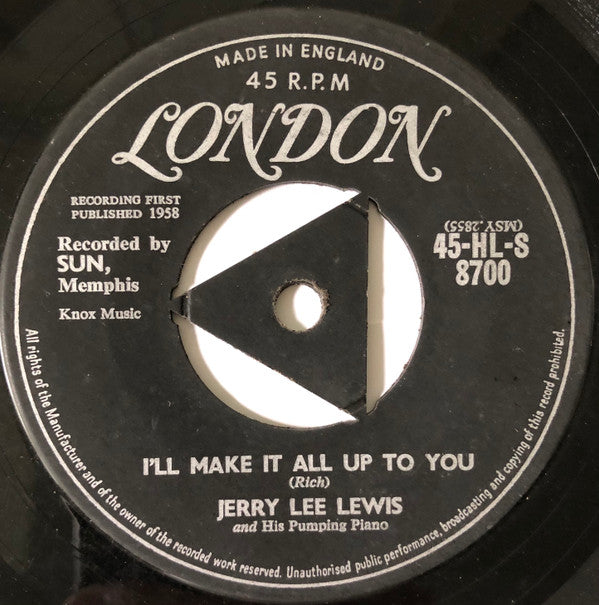 MADE IN ENGLAND
45 R.P.M
LONDON
RECORDING FIRST
PUBLISHED 1958
Recorded by
SUN,
Memphis
Knox Music
(MSY.2855)
45-HL-S
8700
I'LL MAKE IT ALL UP TO YOU
(Rich)
JERRY LEE LEWIS
and His Pumping Piano
All rights of the Manufacturer and of the owner of the recorded work reserved. Unauthorised public performance, broadcasting and copying of this record prohibited.